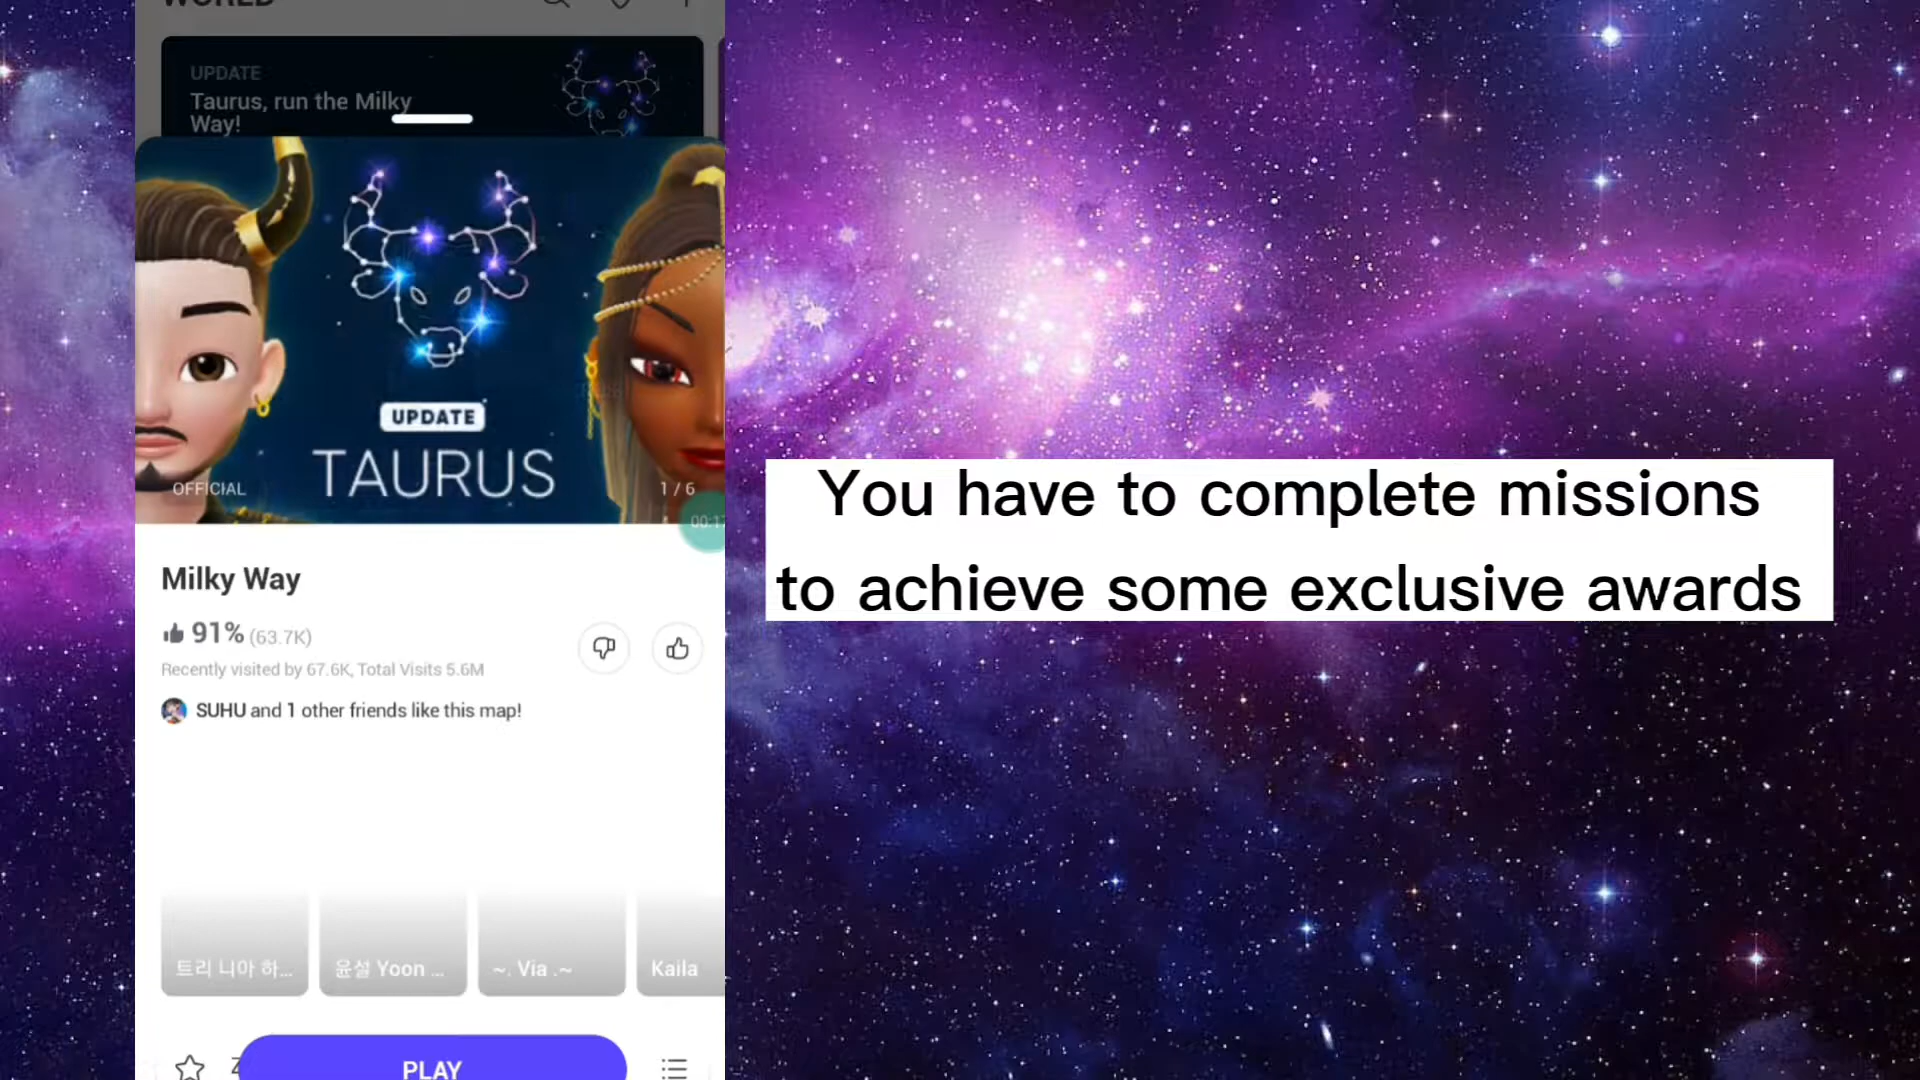 WORLD
UPDATE
Taurus, run the Milky
Way!
UPDATE
TAURUS
OFFICIAL
1 / 6
Milky Way
91% (63.7K)
Recently visited by 67.6K, Total Visits 5.6M
SUHU and 1 other friends like this map!
트리 니아 하...
윤설 Yoon ...
~. Via .~
Kaila
PLAY
You have to complete missions
to achieve some exclusive awards